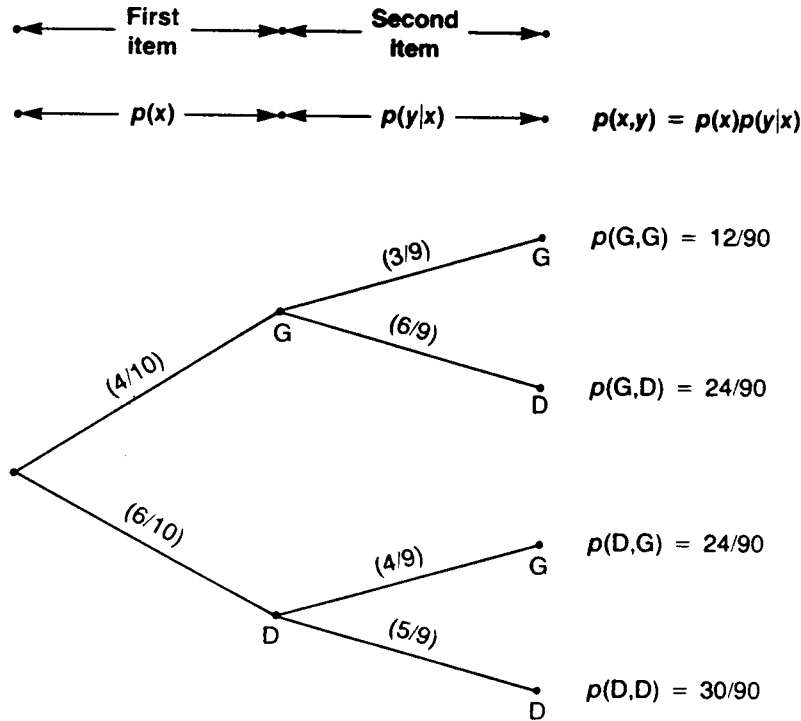 First item
Second item
p(x)
p(y|x)
p(x,y) = p(x)p(y|x)
(3/9)
G
p(G,G) = 12/90
G
(6/9)
D
p(G,D) = 24/90
(4/10)
(6/10)
(4/9)
G
p(D,G) = 24/90
D
(5/9)
D
p(D,D) = 30/90